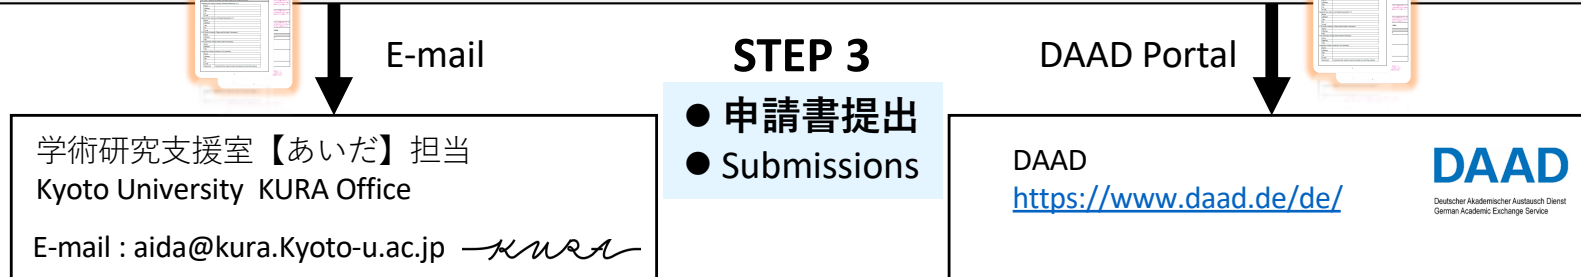 E-mail
学術研究支援室【あいだ】担当
Kyoto University KURA Office
E-mail : aida@kura.Kyoto-u.ac.jp
KURA
STEP 3
● 申請書提出
● Submissions
DAAD Portal
DAAD
https://www.daad.de/de/
DAAD
Deutscher Akademischer Austausch Dienst
German Academic Exchange Service